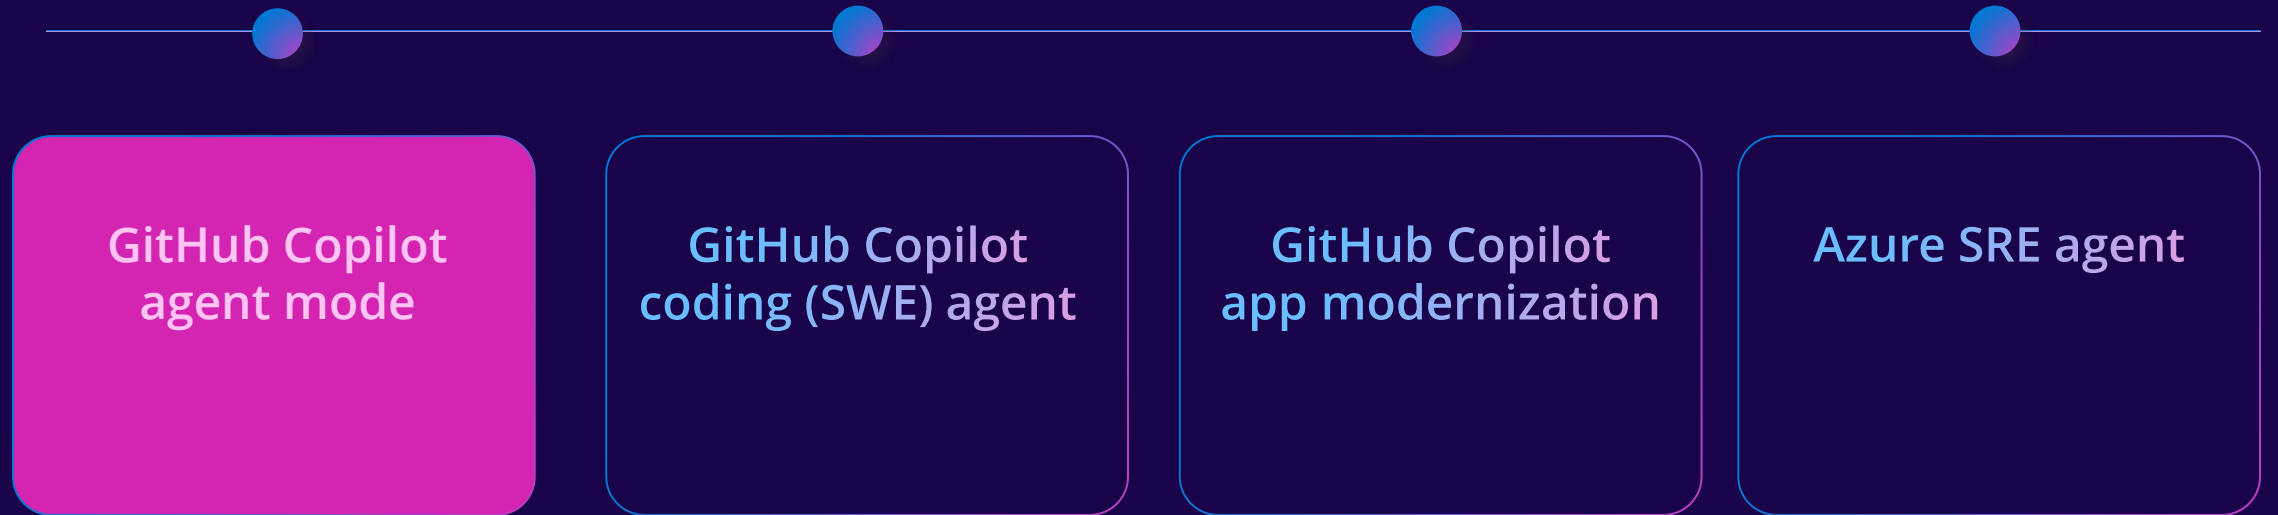 GitHub Copilot
agent mode
GitHub Copilot
coding (SWE) agent
GitHub Copilot
app modernization
Azure SRE agent